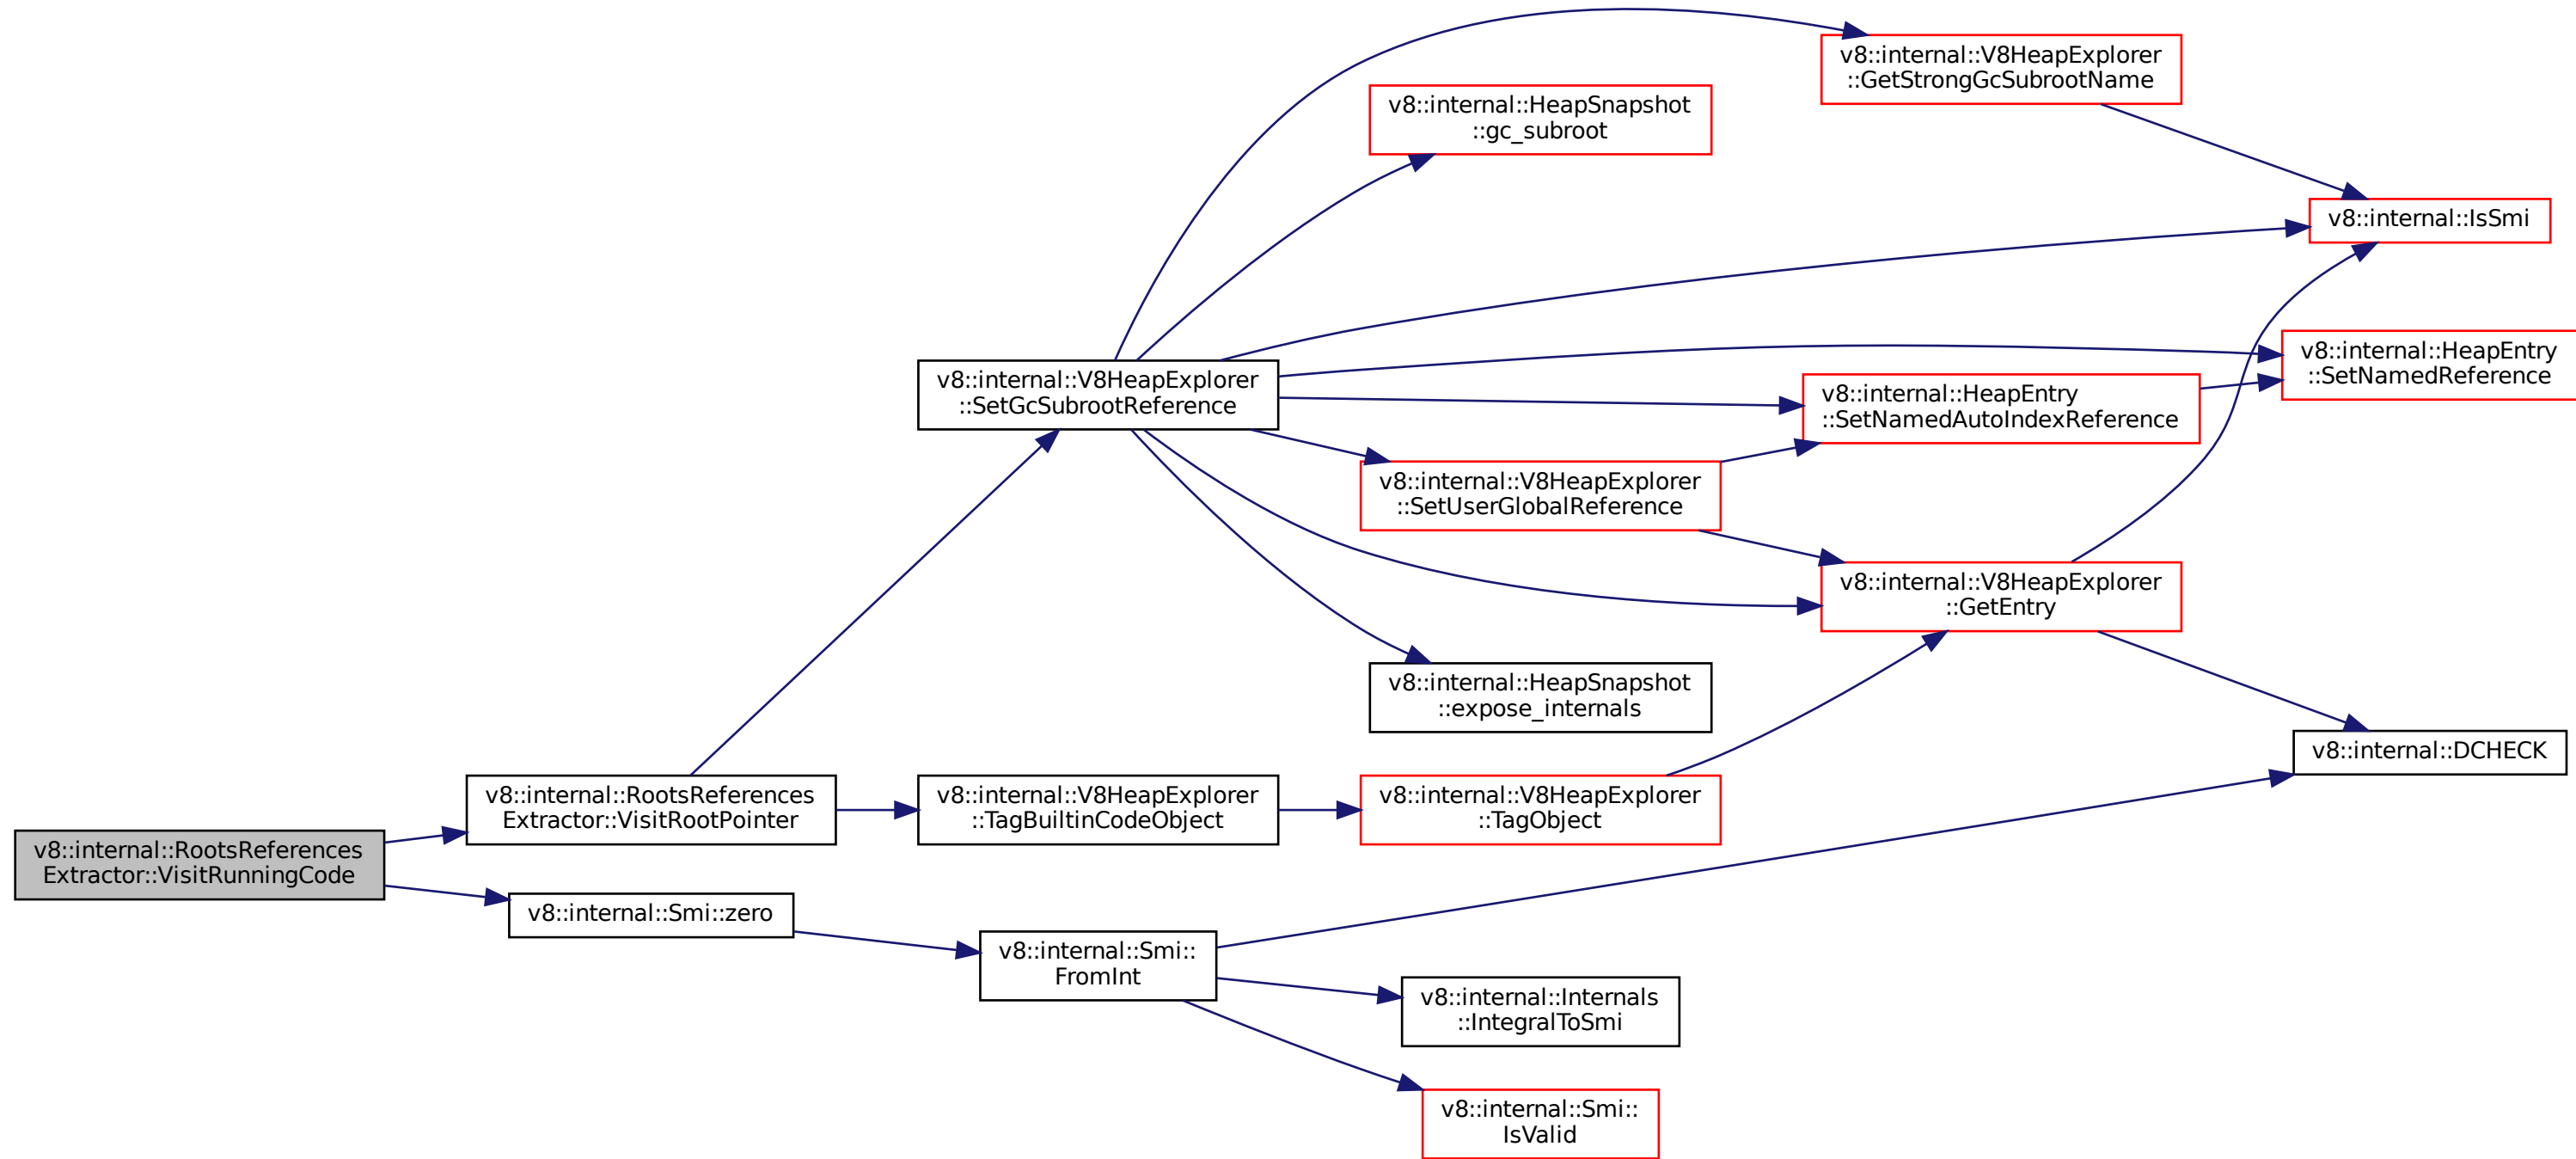 v8::internal::RootsReferences
Extractor::VisitRunningCode
v8::internal::RootsReferences
Extractor::VisitRootPointer
v8::internal::Smi::zero
v8::internal::V8HeapExplorer
::SetGcSubrootReference
v8::internal::V8HeapExplorer
::TagBuiltinCodeObject
v8::internal::Smi::
FromInt
v8::internal::HeapSnapshot
::gc_subroot
v8::internal::V8HeapExplorer
::SetUserGlobalReference
v8::internal::HeapSnapshot
::expose_internals
v8::internal::V8HeapExplorer
::TagObject
v8::internal::Internals
::IntegralToSmi
v8::internal::Smi::
IsValid
v8::internal::V8HeapExplorer
::GetStrongGcSubrootName
v8::internal::HeapEntry
::SetNamedAutoIndexReference
v8::internal::V8HeapExplorer
::GetEntry
v8::internal::IsSmi
v8::internal::HeapEntry
::SetNamedReference
v8::internal::DCHECK